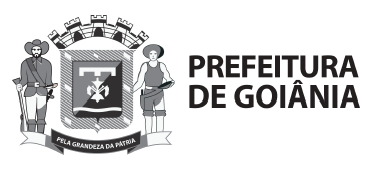 PREFEITURA
DE GOIÂNIA
PELA GRANDEZA DA PÁTRIA